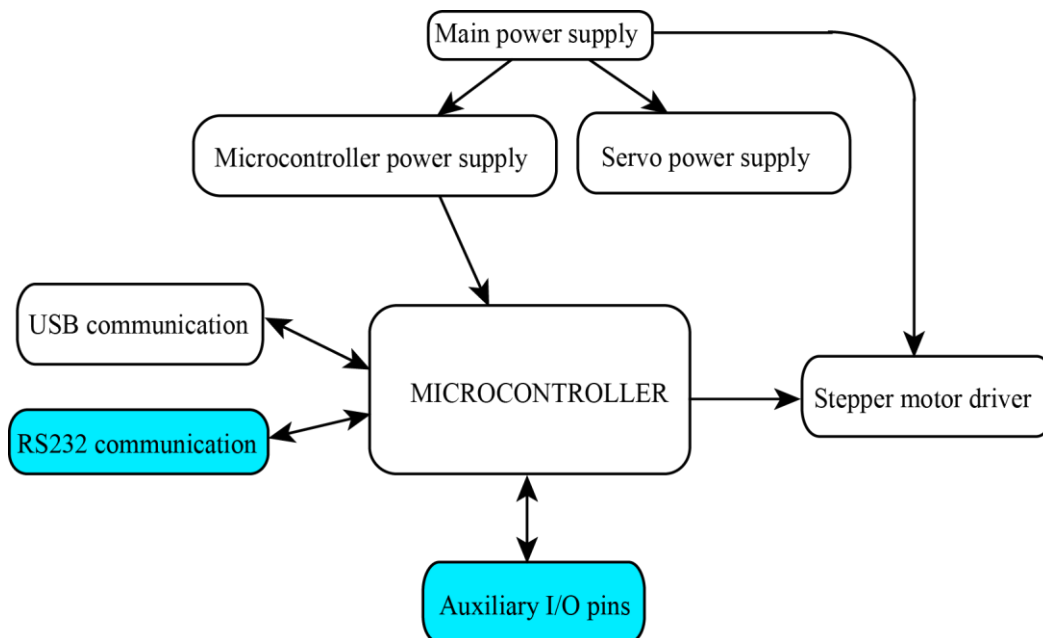 Main power supply
Microcontroller power supply
Servo power supply
USB communication
MICROCONTROLLER
Stepper motor driver
RS232 communication
Auxiliary I/O pins